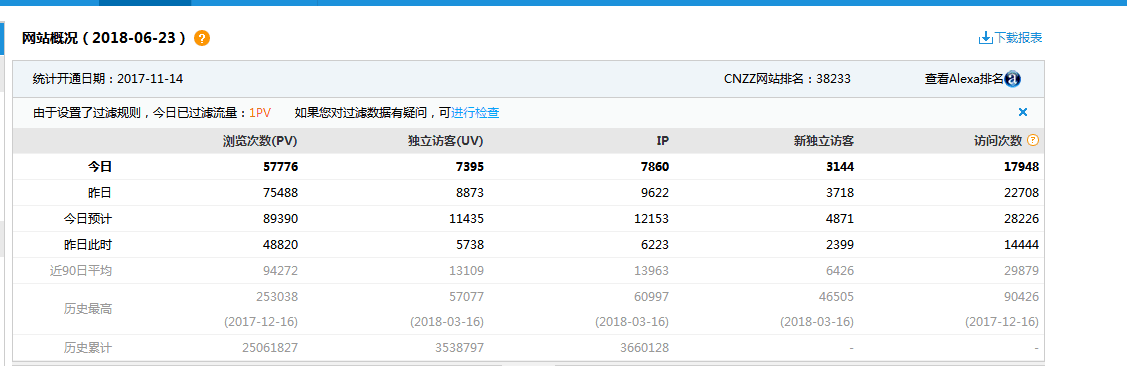 网站概况（2018-06-23） ?
下载报表
统计开通日期：2017-11-14 CNZZ网站排名：38233 查看Alexa排名
由于设置了过滤规则，今日已过滤流量：1PV 如果您对过滤数据有疑问，可进行检查
浏览次数(PV) 独立访客(UV) IP 新独立访客 访问次数 ?
今日 57776 7395 7860 3144 17948
昨日 75488 8873 9622 3718 22708
今日预计 89390 11435 12153 4871 28226
昨日此时 48820 5738 6223 2399 14444
近90日平均 94272 13109 13963 6426 29879
历史最高 253038 57077 60997 46505 90426
(2017-12-16) (2018-03-16) (2018-03-16) (2018-03-16) (2017-12-16)
历史累计 25061827 3538797 3660128 - -